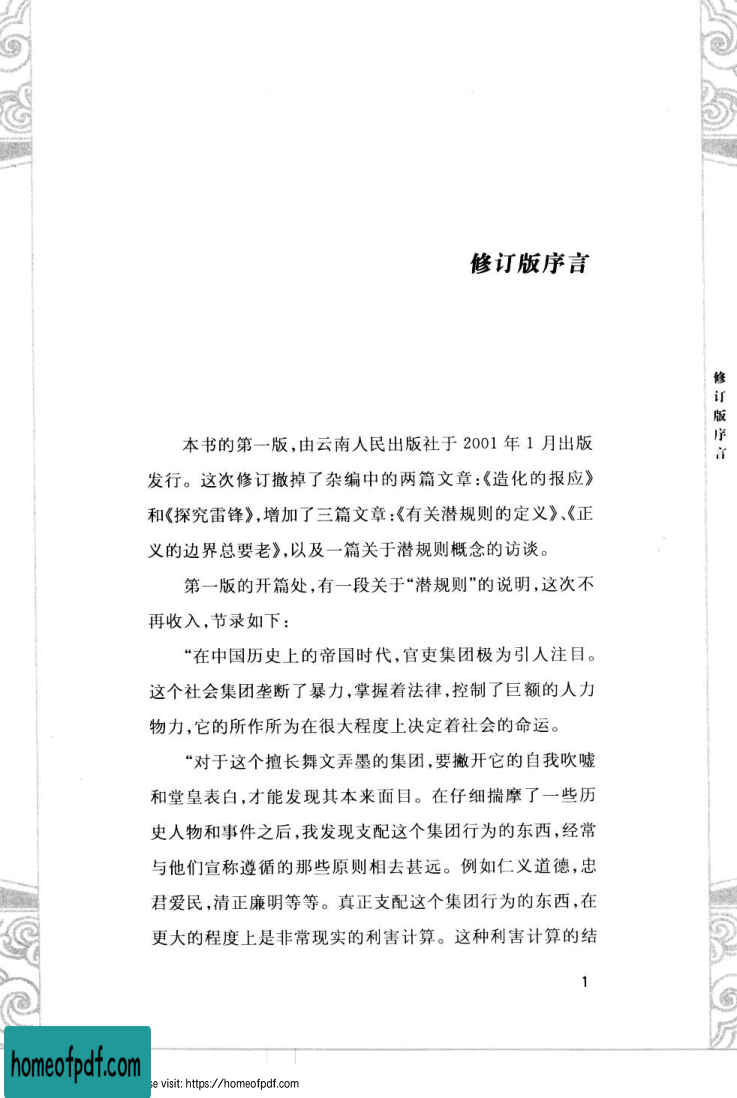 修订版序言
修订版序言
本书的第一版,由云南人民出版社于 2001 年 1 月出版
发行。这次修订撤掉了杂编中的两篇文章:《造化的报应》
和《探究雷锋》,增加了三篇文章:《有关潜规则的定义》、《正
义的边界总要老》,以及一篇关于潜规则概念的访谈。
第一版的开篇处,有一段关于“潜规则”的说明,这次不
再收入,节录如下:
“在中国历史上的帝国时代,官吏集团极为引人注目。
这个社会集团垄断了暴力,掌握着法律,控制了巨额的人力
物力,它的所作所为在很大程度上决定着社会的命运。
“对于这个擅长舞文弄墨的集团,要撇开它的自我吹嘘
和堂皇表白,才能发现其本来面目。在仔细揣摩了一些历
史人物和事件之后,我发现支配这个集团行为的东西,经常
与他们宣称遵循的那些原则相去甚远。例如仁义道德,忠
君爱民,清正廉明等等。真正支配这个集团行为的东西,在
更大的程度上是非常现实的利害计算。这种利害计算的结
1
homeofpdf.com
se visit: https://homeofpdf.com